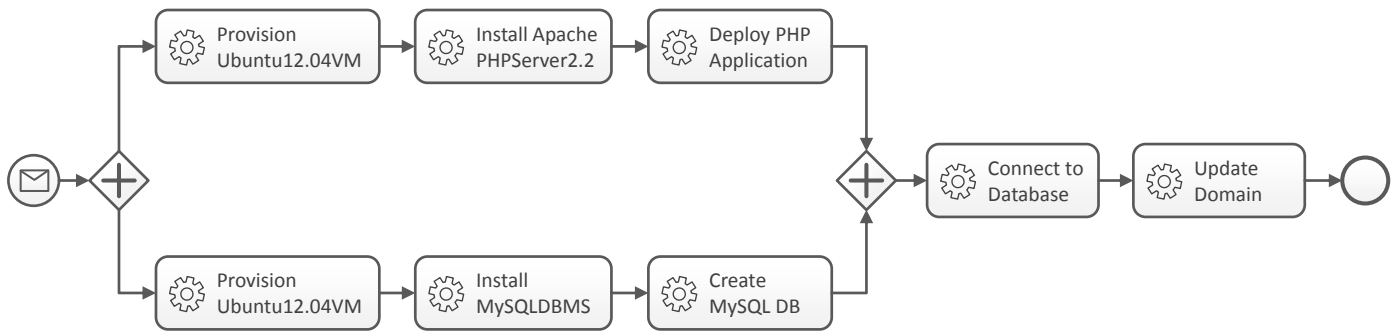 Provision
Ubuntu12.04VM
Install Apache
PHPServer2.2
Deploy PHP
Application
Connect to
Database
Update
Domain
Provision
Ubuntu12.04VM
Install
MySQLDBMS
Create
MySQL DB